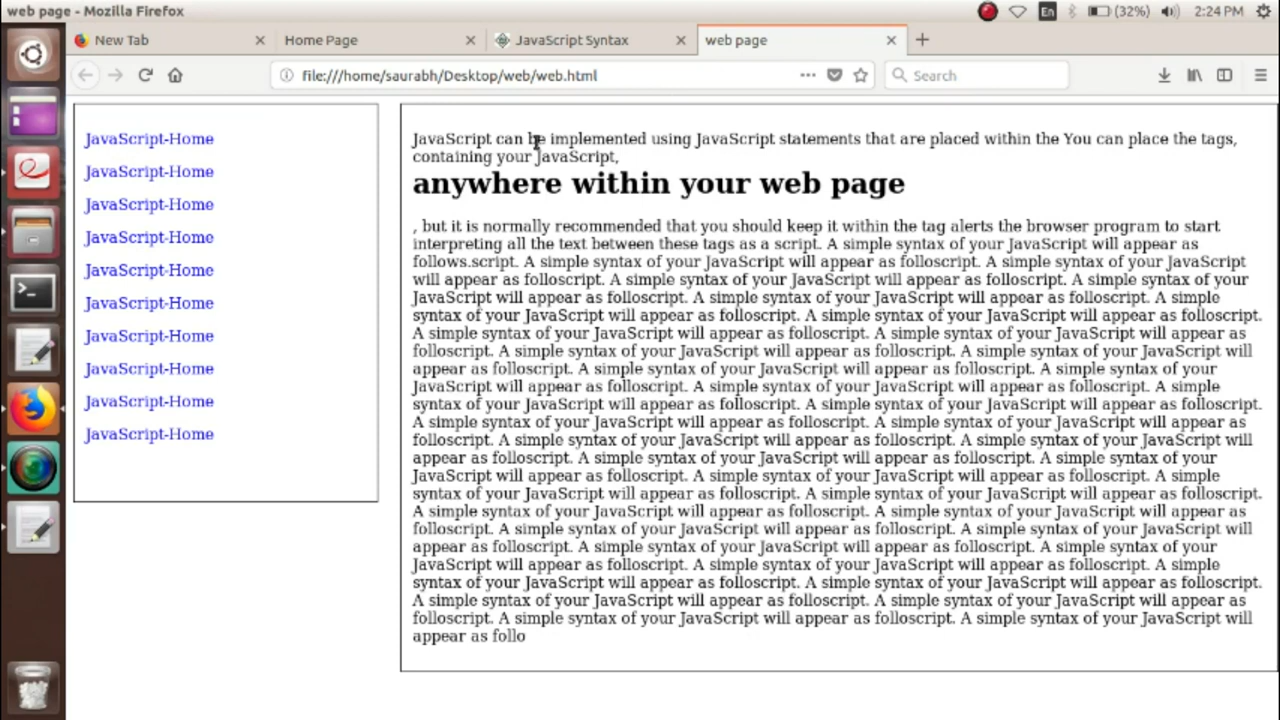 web page - Mozilla Firefox
En
(32%)
2:24 PM
New Tab
Home Page
JavaScript Syntax
web page
file:///home/saurabh/Desktop/web/web.html
Search
JavaScript-Home
JavaScript-Home
JavaScript-Home
JavaScript-Home
JavaScript-Home
JavaScript-Home
JavaScript-Home
JavaScript-Home
JavaScript-Home
JavaScript-Home
JavaScript can be implemented using JavaScript statements that are placed within the You can place the tags,
containing your JavaScript,
anywhere within your web page
, but it is normally recommended that you should keep it within the tag alerts the browser program to start
interpreting all the text between these tags as a script. A simple syntax of your JavaScript will appear as
follows.script. A simple syntax of your JavaScript will appear as folloscript. A simple syntax of your JavaScript
will appear as folloscript. A simple syntax of your JavaScript will appear as folloscript. A simple syntax of your
JavaScript will appear as folloscript. A simple syntax of your JavaScript will appear as folloscript. A simple
syntax of your JavaScript will appear as folloscript. A simple syntax of your JavaScript will appear as folloscript.
A simple syntax of your JavaScript will appear as folloscript. A simple syntax of your JavaScript will appear as
folloscript. A simple syntax of your JavaScript will appear as folloscript. A simple syntax of your JavaScript will
appear as folloscript. A simple syntax of your JavaScript will appear as folloscript. A simple syntax of your
JavaScript will appear as folloscript. A simple syntax of your JavaScript will appear as folloscript. A simple
syntax of your JavaScript will appear as folloscript. A simple syntax of your JavaScript will appear as folloscript.
A simple syntax of your JavaScript will appear as folloscript. A simple syntax of your JavaScript will appear as
folloscript. A simple syntax of your JavaScript will appear as folloscript. A simple syntax of your JavaScript will
appear as folloscript. A simple syntax of your JavaScript will appear as folloscript. A simple syntax of your
JavaScript will appear as folloscript. A simple syntax of your JavaScript will appear as folloscript. A simple
syntax of your JavaScript will appear as folloscript. A simple syntax of your JavaScript will appear as folloscript.
A simple syntax of your JavaScript will appear as folloscript. A simple syntax of your JavaScript will appear as
folloscript. A simple syntax of your JavaScript will appear as folloscript. A simple syntax of your JavaScript will
appear as folloscript. A simple syntax of your JavaScript will appear as folloscript. A simple syntax of your
JavaScript will appear as folloscript. A simple syntax of your JavaScript will appear as folloscript. A simple
syntax of your JavaScript will appear as folloscript. A simple syntax of your JavaScript will appear as folloscript.
A simple syntax of your JavaScript will appear as folloscript. A simple syntax of your JavaScript will appear as
folloscript. A simple syntax of your JavaScript will appear as folloscript. A simple syntax of your JavaScript will
appear as follo